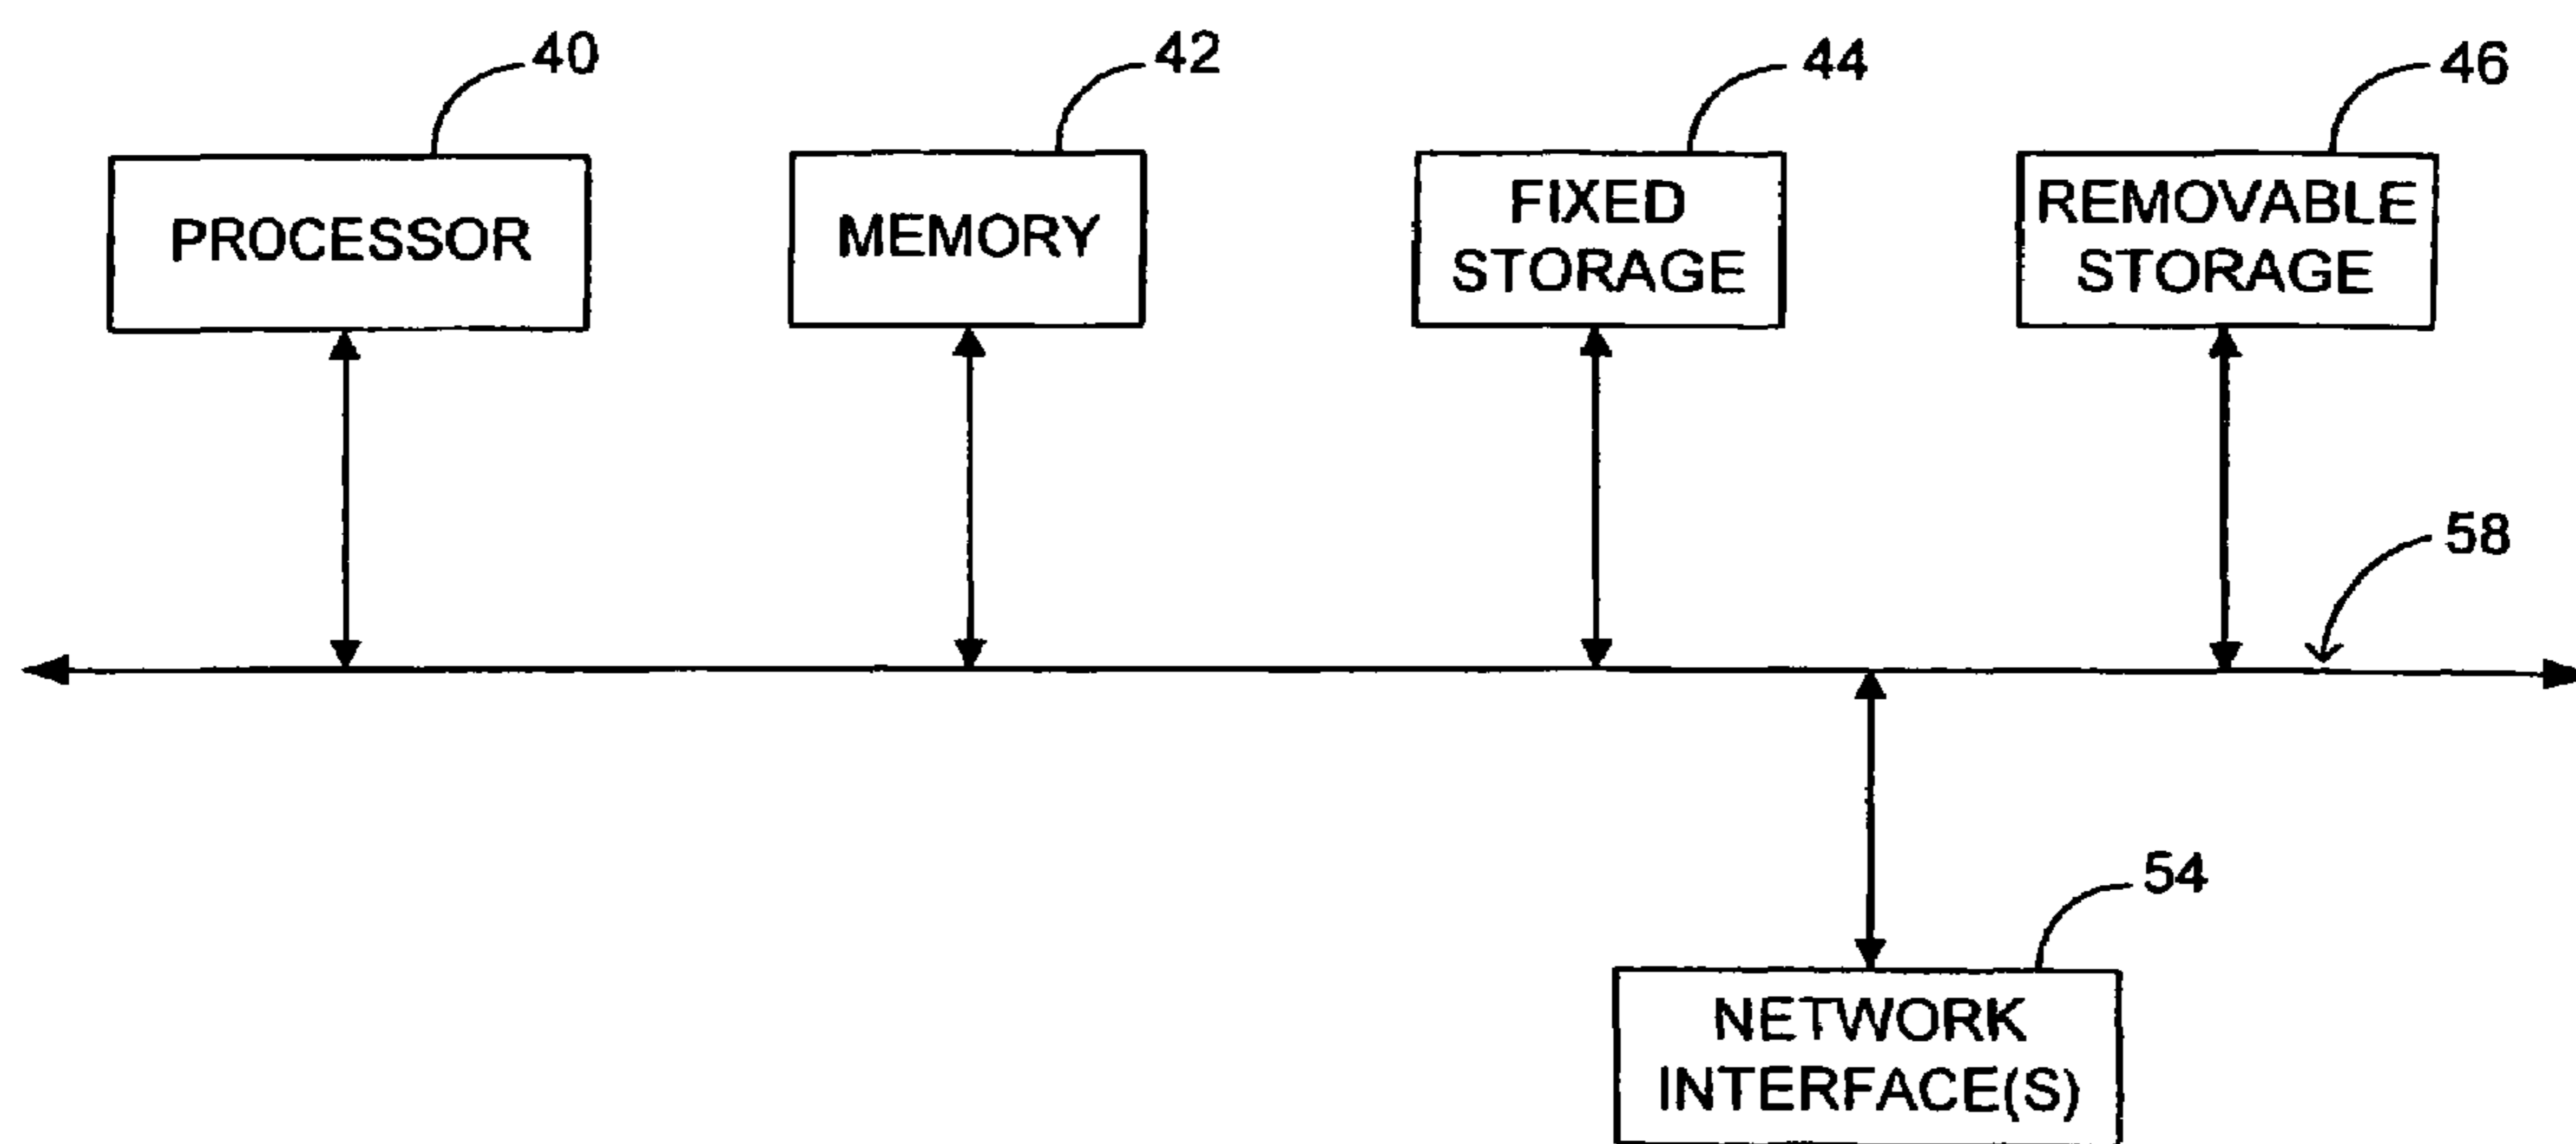 40
42
44
46
PROCESSOR
MEMORY
FIXED
STORAGE
REMOVABLE
STORAGE
58
54
NETWORK
INTERFACE(S)